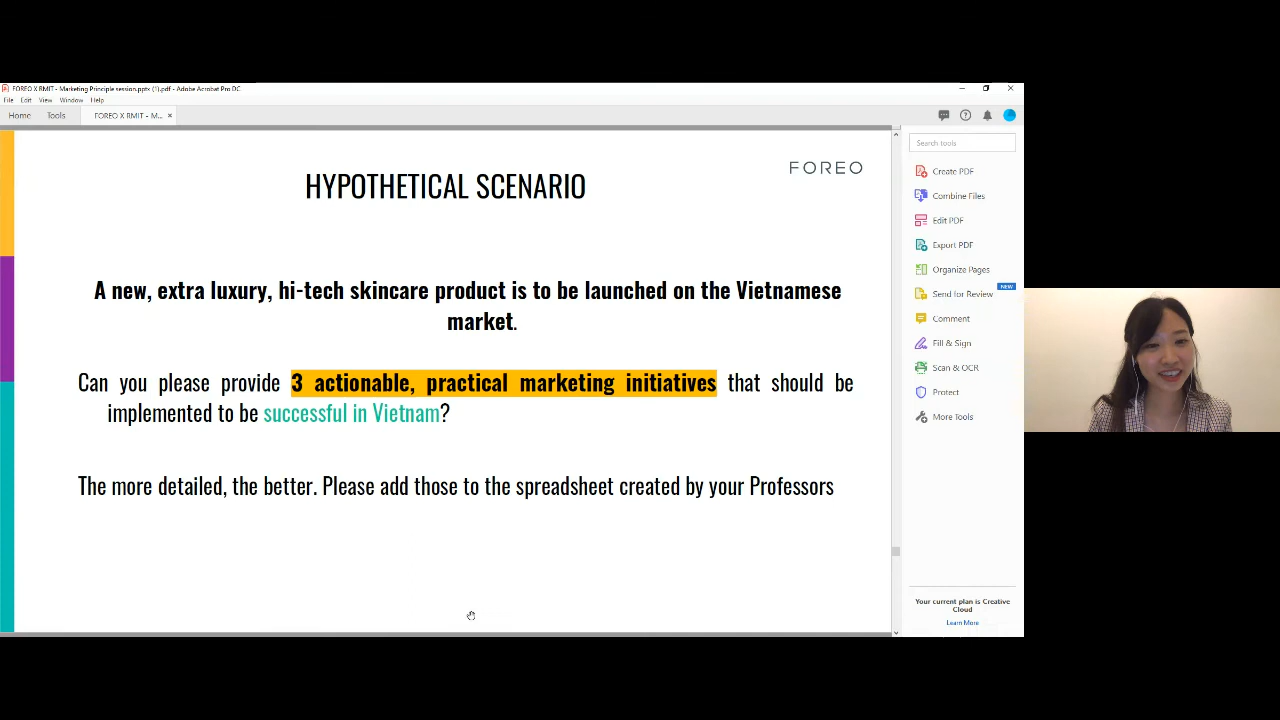 FOREO X RMIT - Marketing Principle session.pptx (1).pdf - Adobe Acrobat Pro DC
File Edit View Window Help
Home Tools FOREO X RMIT - M... ×
Search tools
FOREO
HYPOTHETICAL SCENARIO
A new, extra luxury, hi-tech skincare product is to be launched on the Vietnamese
market.
Can you please provide 3 actionable, practical marketing initiatives that should be
implemented to be successful in Vietnam?
The more detailed, the better. Please add those to the spreadsheet created by your Professors
Create PDF
Combine Files
Edit PDF
Export PDF
Organize Pages
Send for Review NEW
Comment
Fill & Sign
Scan & OCR
Protect
More Tools
Your current plan is Creative
Cloud
Learn More